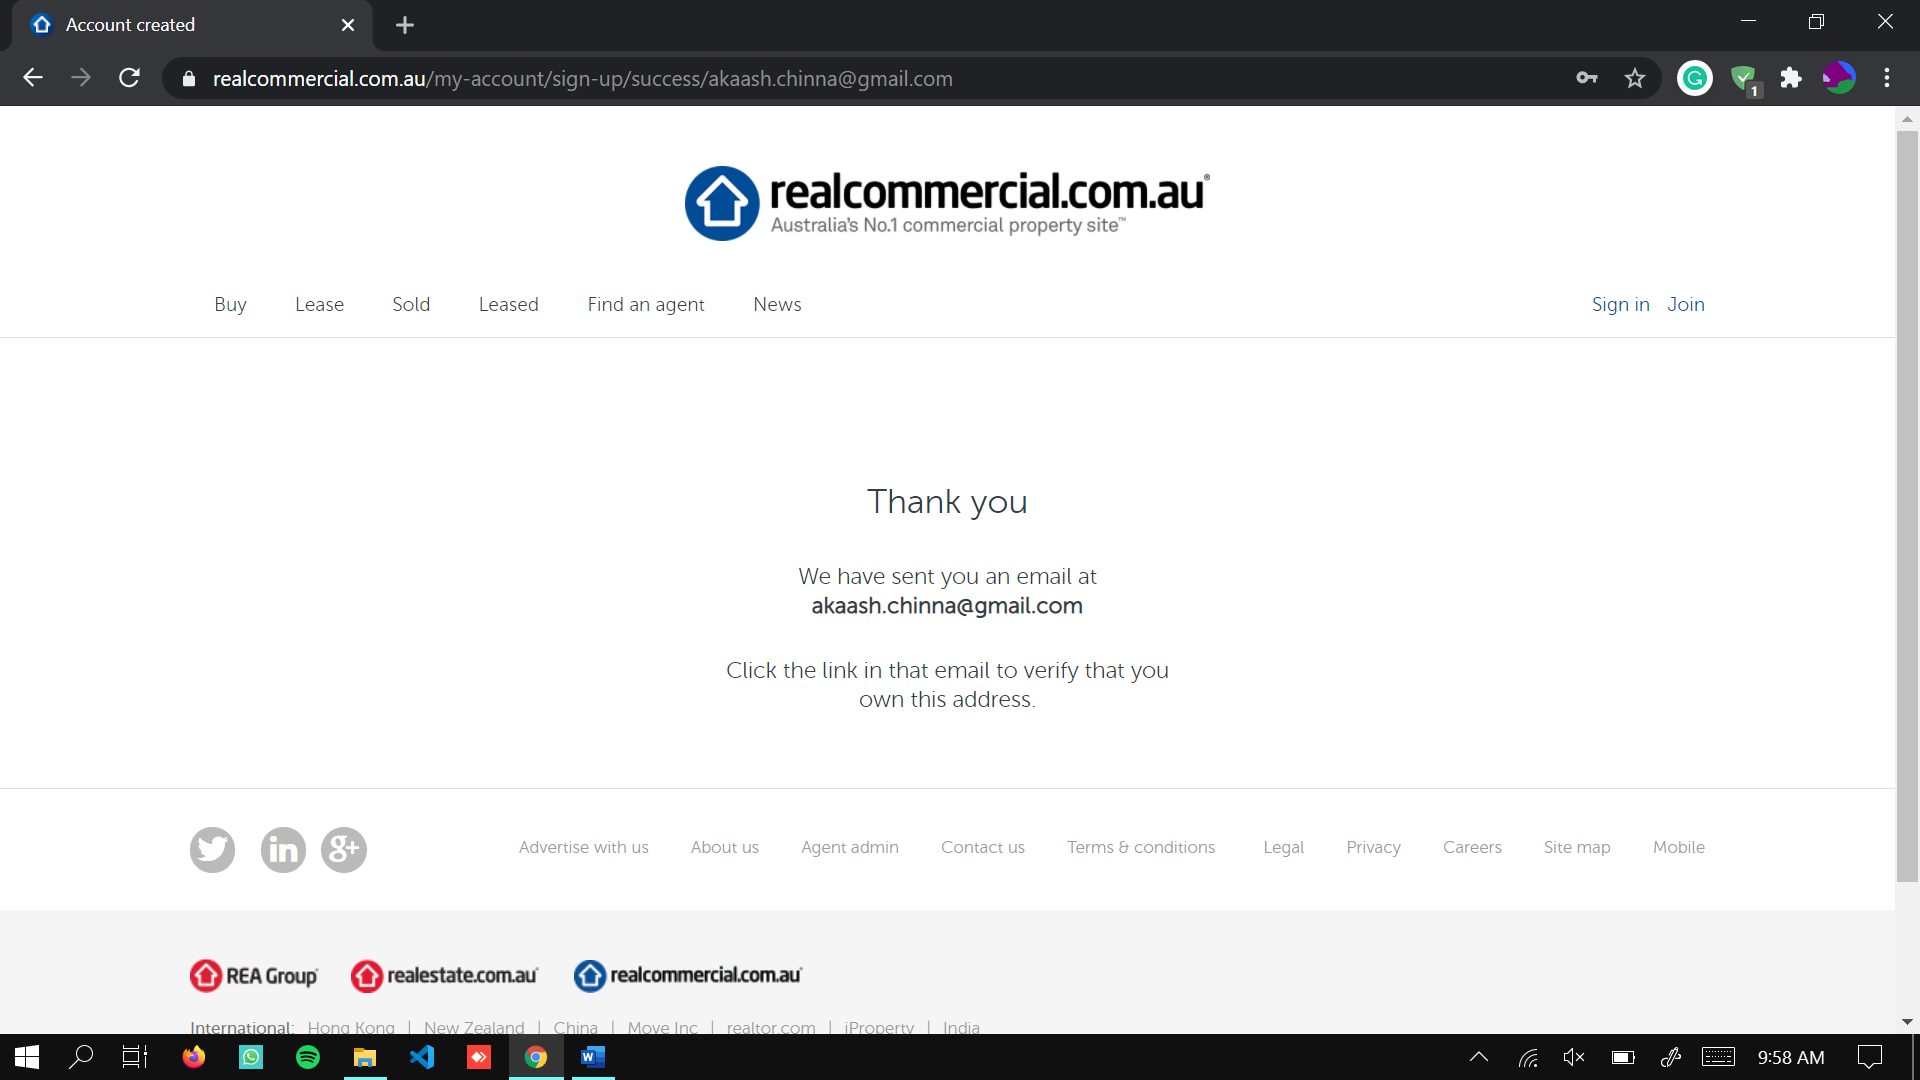 Account created
realcommercial.com.au/my-account/sign-up/success/akaash.chinna@gmail.com
1
realcommercial.com.au®
Australia's No.1 commercial property site™
Buy Lease Sold Leased Find an agent News Sign in Join
Thank you
We have sent you an email at
akaash.chinna@gmail.com
Click the link in that email to verify that you
own this address.
Advertise with us About us Agent admin Contact us Terms & conditions Legal Privacy Careers Site map Mobile
REA Group realestate.com.au realcommercial.com.au
International: Hong Kong | New Zealand | China | Move Inc | realtor.com | iProperty | India
9:58 AM